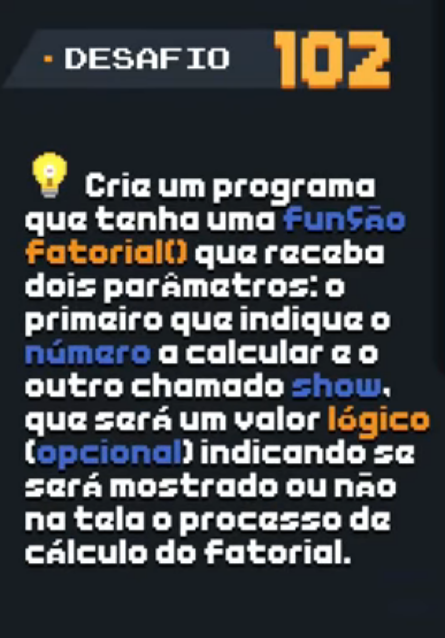 DESAFIO 102
Crie um programa
que tenha uma função
fatorial() que receba
dois parâmetros: o
primeiro que indique o
número a calcular e o
outro chamado show,
que será um valor lógico
(opcional) indicando se
será mostrado ou não
na tela o processo de
cálculo do fatorial.